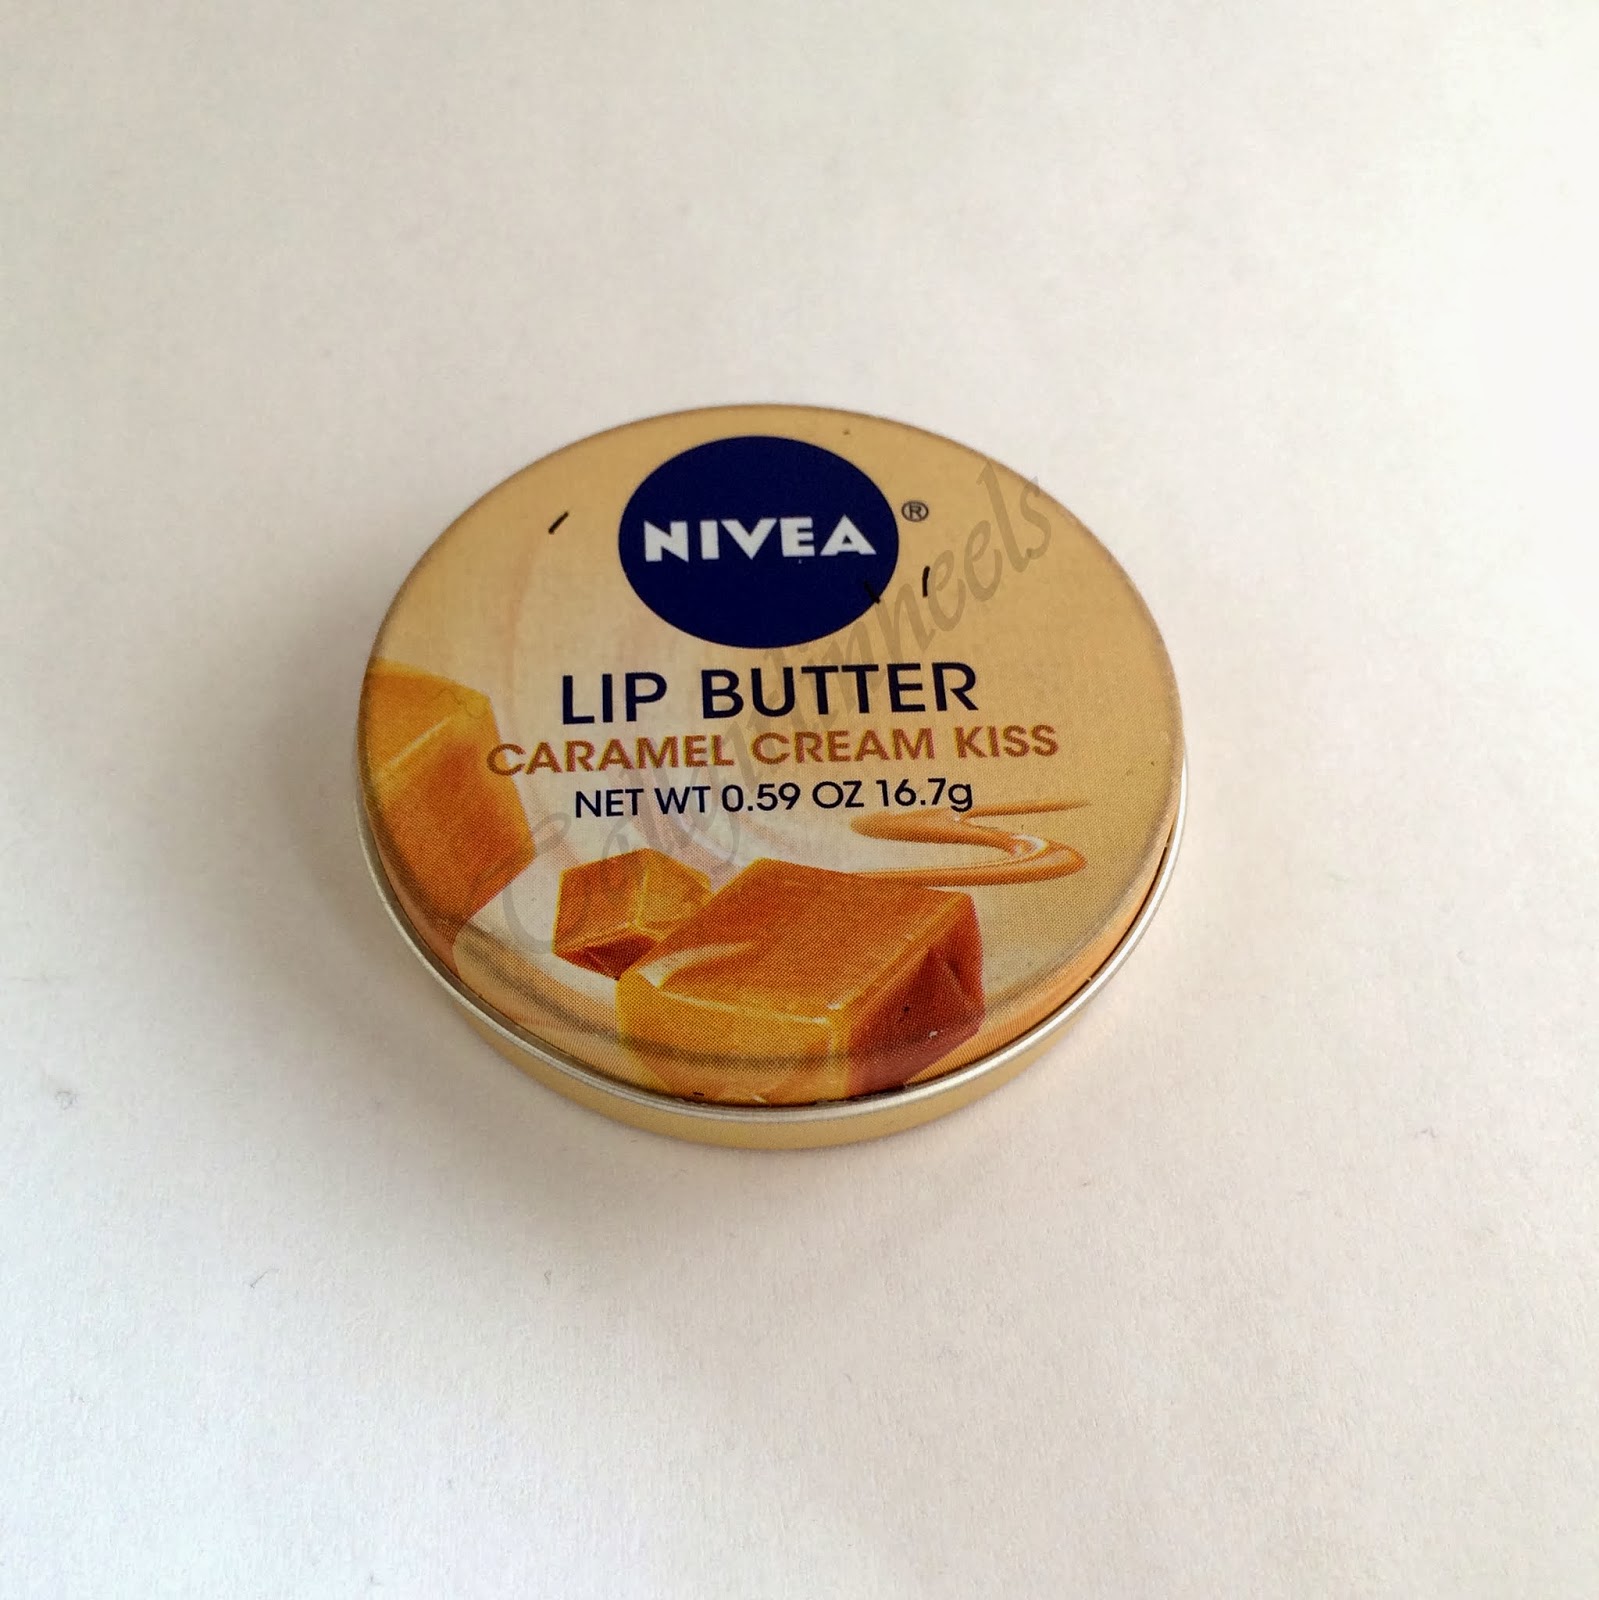 NIVEA®
LIP BUTTER
CARAMEL CREAM KISS
NET WT 0.59 OZ 16.7g